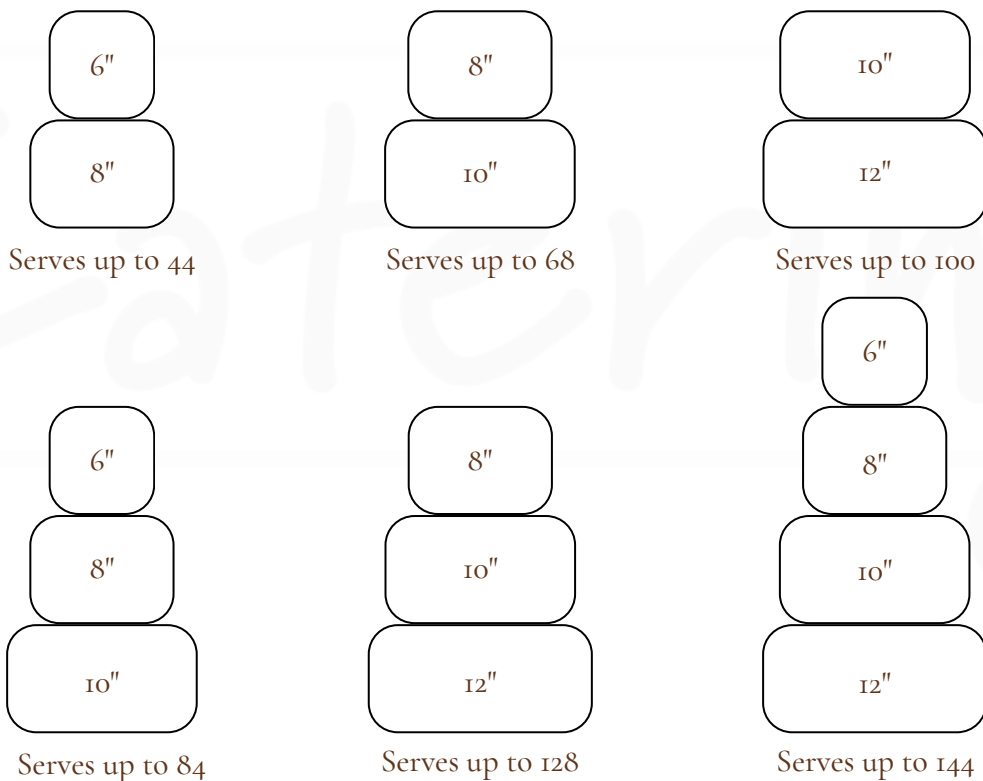 6"
8"
Serves up to 44
8"
10"
Serves up to 68
10"
12"
Serves up to 100
6"
8"
10"
Serves up to 84
8"
10"
12"
Serves up to 128
6"
8"
10"
12"
Serves up to 144